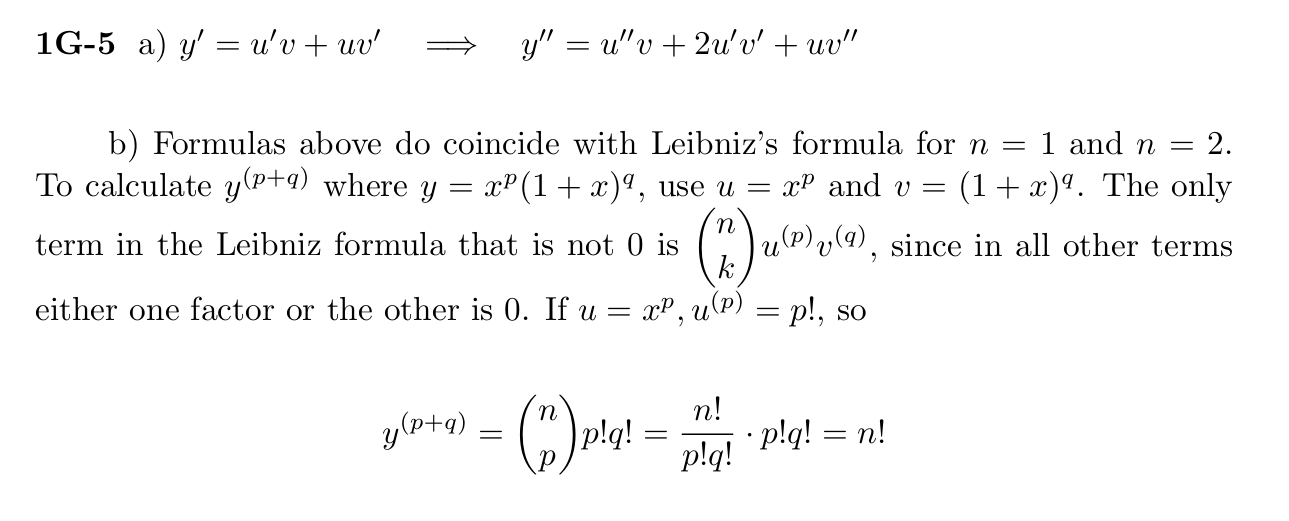 1G-5 a) y′ = u′v + uv′ ⟹ y″ = u″v + 2u′v′ + uv″
b) Formulas above do coincide with Leibniz's formula for n = 1 and n = 2.
To calculate y^(p+q) where y = x^p(1 + x)^q, use u = x^p and v = (1 + x)^q. The only
term in the Leibniz formula that is not 0 is (n k) u^(p)v^(q), since in all other terms
either one factor or the other is 0. If u = x^p, u^(p) = p!, so
y^(p+q) = (n p) p!q! = n!/p!q! · p!q! = n!